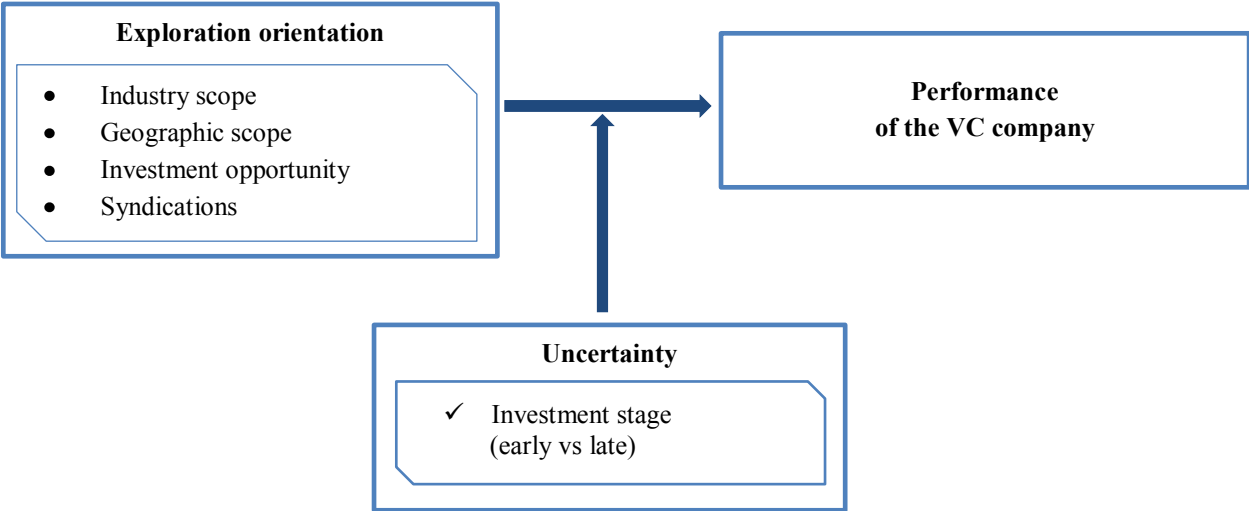 Exploration orientation
● Industry scope
● Geographic scope
● Investment opportunity
● Syndications
Performance
of the VC company
Uncertainty
✓ Investment stage
(early vs late)